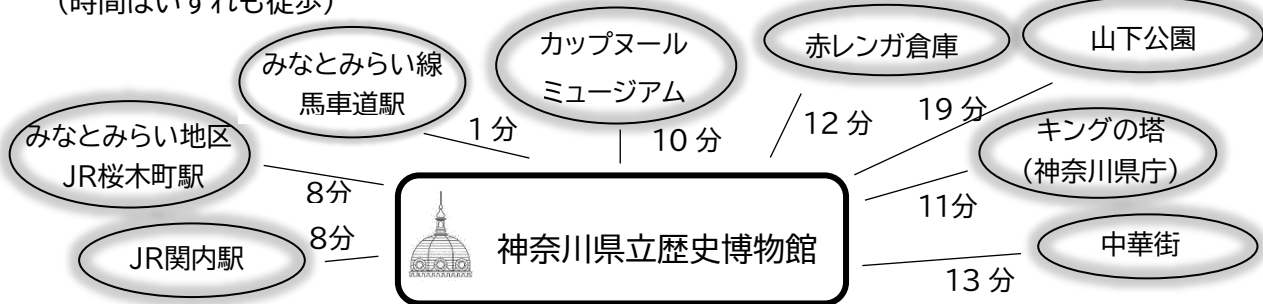 （時間はいずれも徒歩）
みなとみらい線
馬車道駅
1分
カップヌール
ミュージアム
10分
赤レンガ倉庫
12分
山下公園
19分
みなとみらい地区
JR桜木町駅
8分
キングの塔
（神奈川県庁）
11分
JR関内駅
8分
神奈川県立歴史博物館
中華街
13分